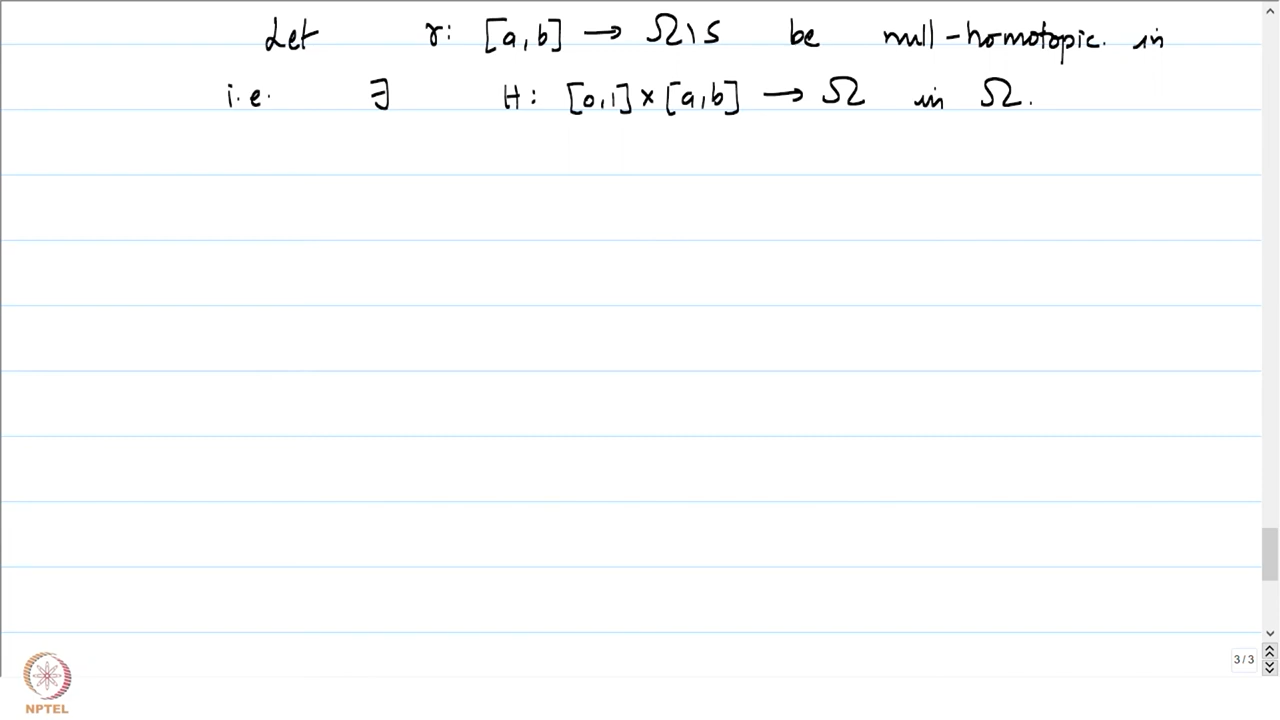 Let γ: [a,b] → Ω\S be null-homotopic. in
i.e. ∃ H: [0,1] × [a,b] → Ω in Ω.
3/3
NPTEL